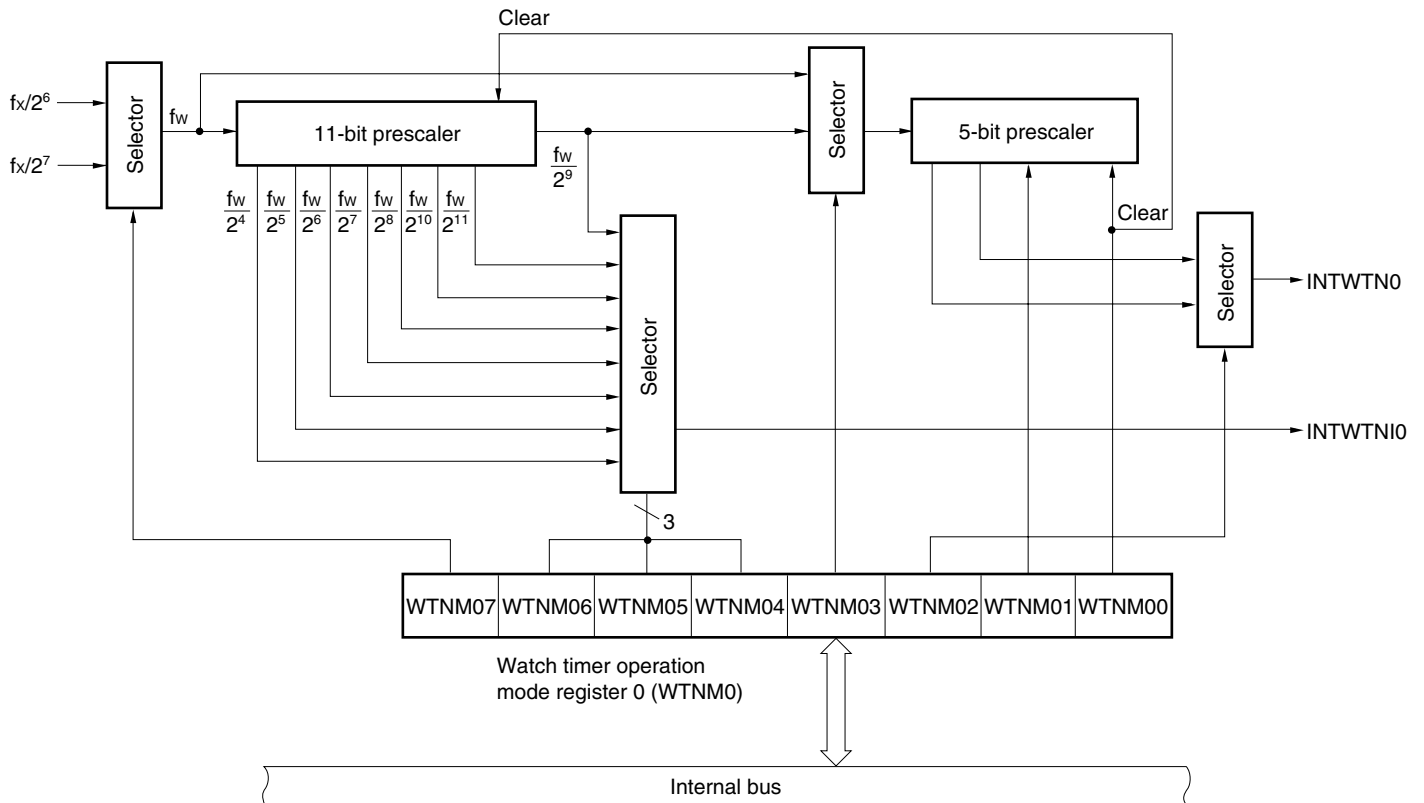 Clear
fx/2⁶
fx/2⁷
Selector
fw
11-bit prescaler
Selector
5-bit prescaler
fw/2⁴
fw/2⁵
fw/2⁶
fw/2⁷
fw/2⁸
fw/2¹⁰
fw/2¹¹
fw/2⁹
Clear
Selector
INTWTN0
Selector
INTWTNI0
3
WTNM07 WTNM06 WTNM05 WTNM04 WTNM03 WTNM02 WTNM01 WTNM00
Watch timer operation
mode register 0 (WTNM0)
Internal bus